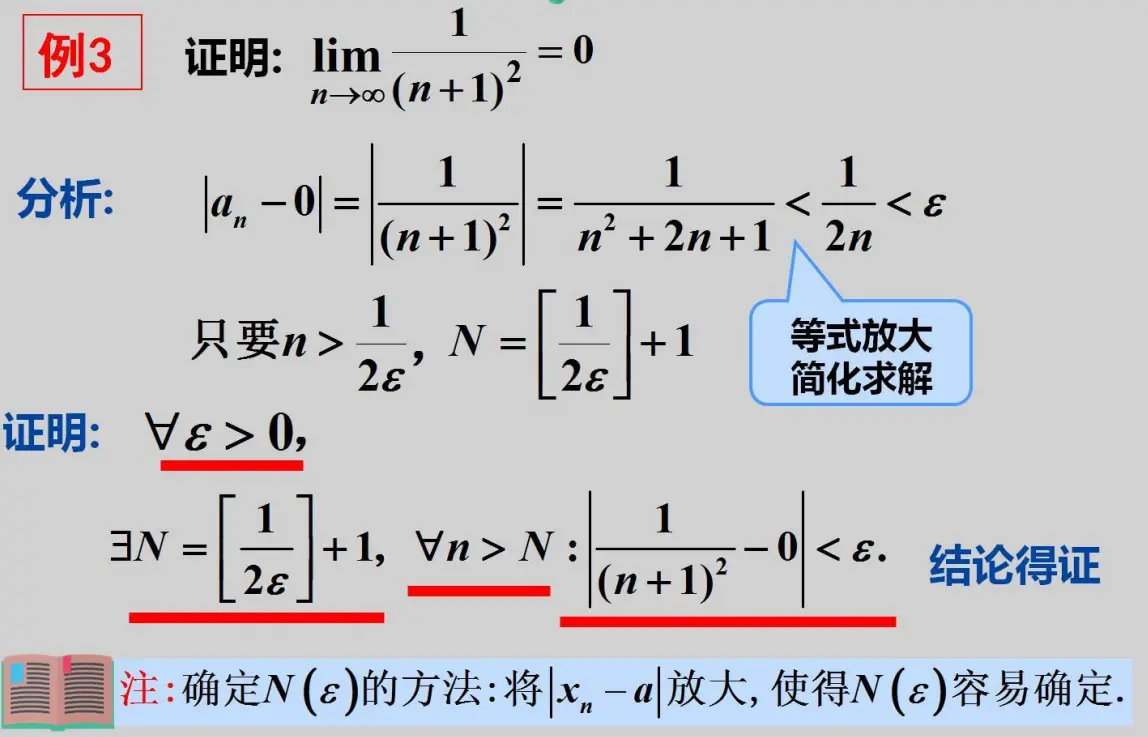 例3 证明: $\lim_{n \to \infty} \frac{1}{(n+1)^2} = 0$
分析: $|a_n - 0| = \left|\frac{1}{(n+1)^2}\right| = \frac{1}{n^2+2n+1} < \frac{1}{2n} < \varepsilon$
等式放大
简化求解
只要$n > \frac{1}{2\varepsilon}$, $N = \left[\frac{1}{2\varepsilon}\right] + 1$
证明: $\forall \varepsilon > 0$,
$\exists N = \left[\frac{1}{2\varepsilon}\right] + 1$, $\forall n > N : \left|\frac{1}{(n+1)^2} - 0\right| < \varepsilon.$ 结论得证
注:确定$N(\varepsilon)$的方法:将$|x_n - a|$放大,使得$N(\varepsilon)$容易确定.